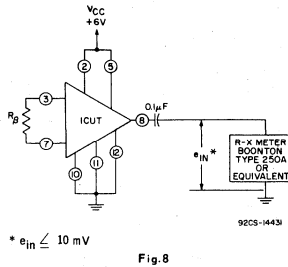 VCC
+6V
2
5
3
Rβ
ICUT
7
8
0.1µF
12
10
11
eIN*
R-X METER
BOONTON
TYPE 250A
OR
EQUIVALENT
92CS-14431
* ein ≤ 10 mV
Fig.8